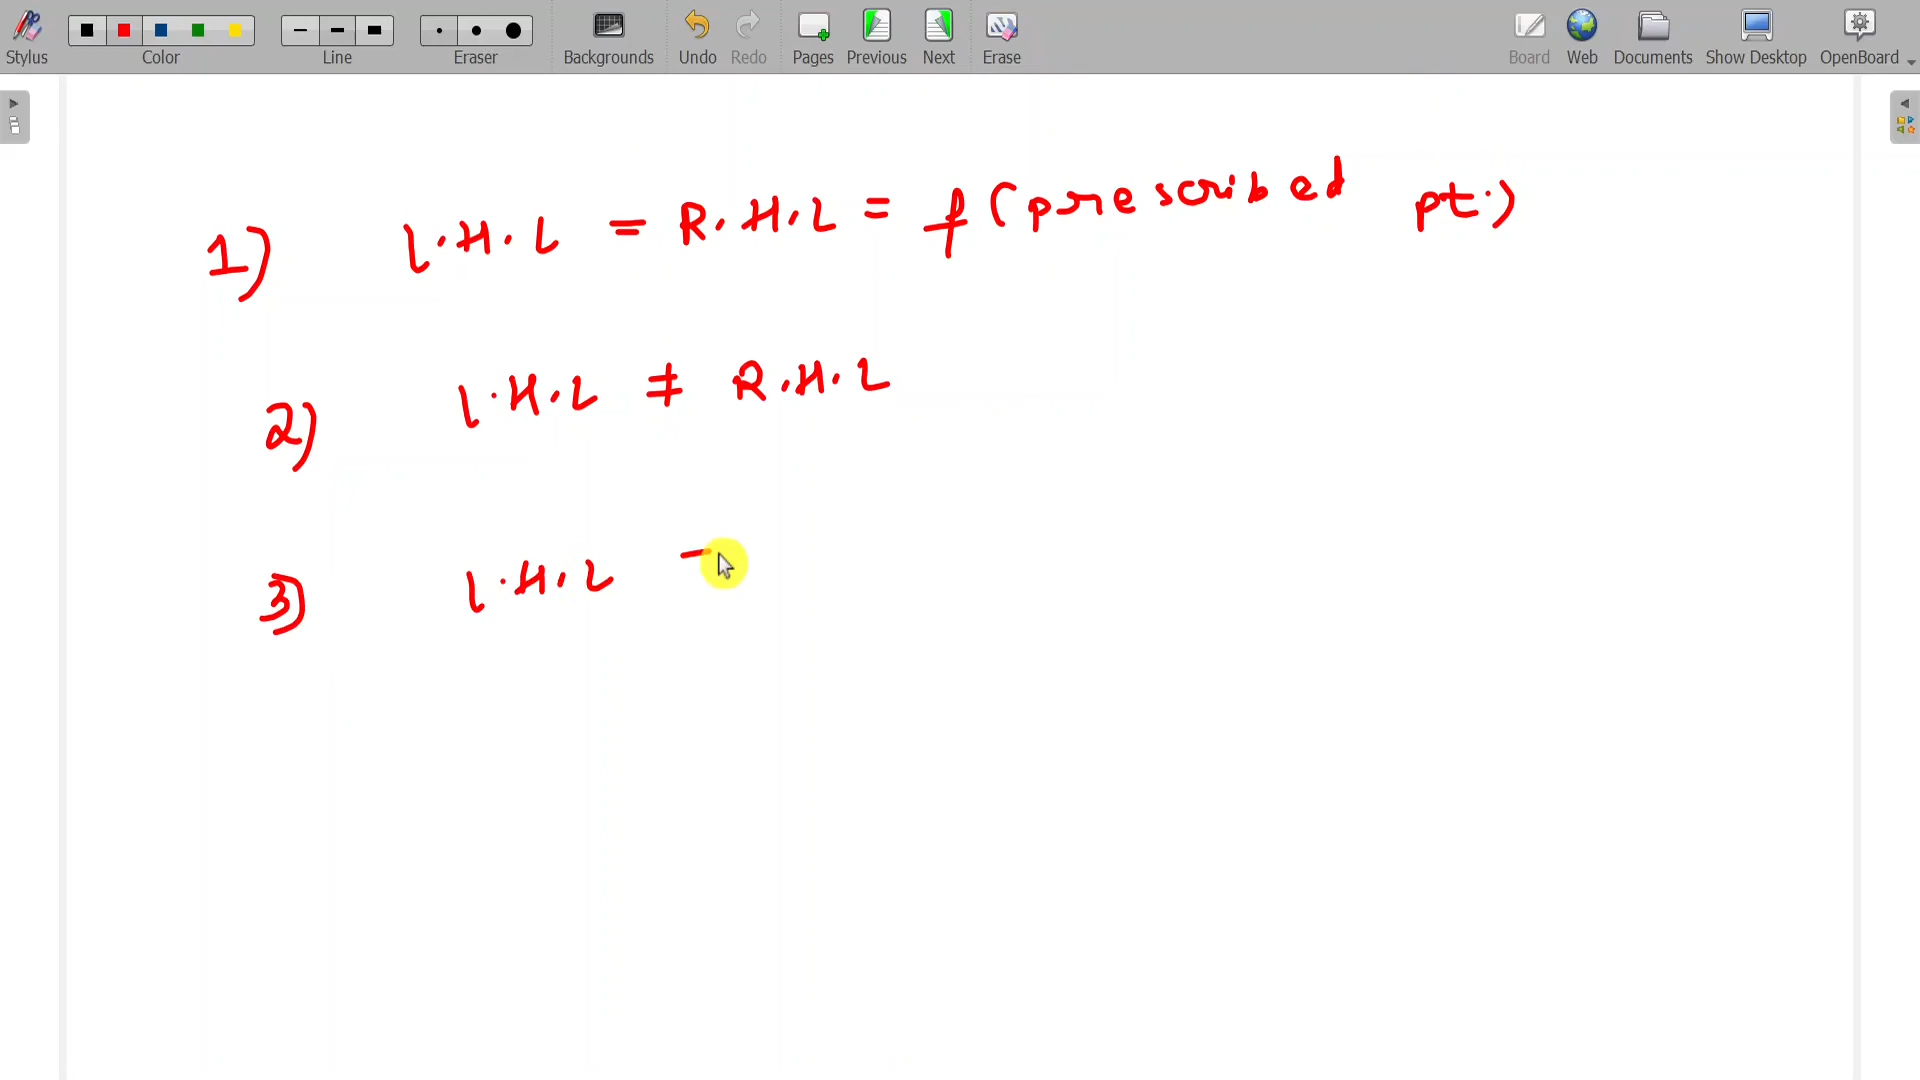 Stylus Color Line Eraser Backgrounds Undo Redo Pages Previous Next Erase Board Web Documents Show Desktop OpenBoard
1) L.H.L = R.H.L = f(prescribed pt.)
2) L.H.L ≠ R.H.L
3) L.H.L